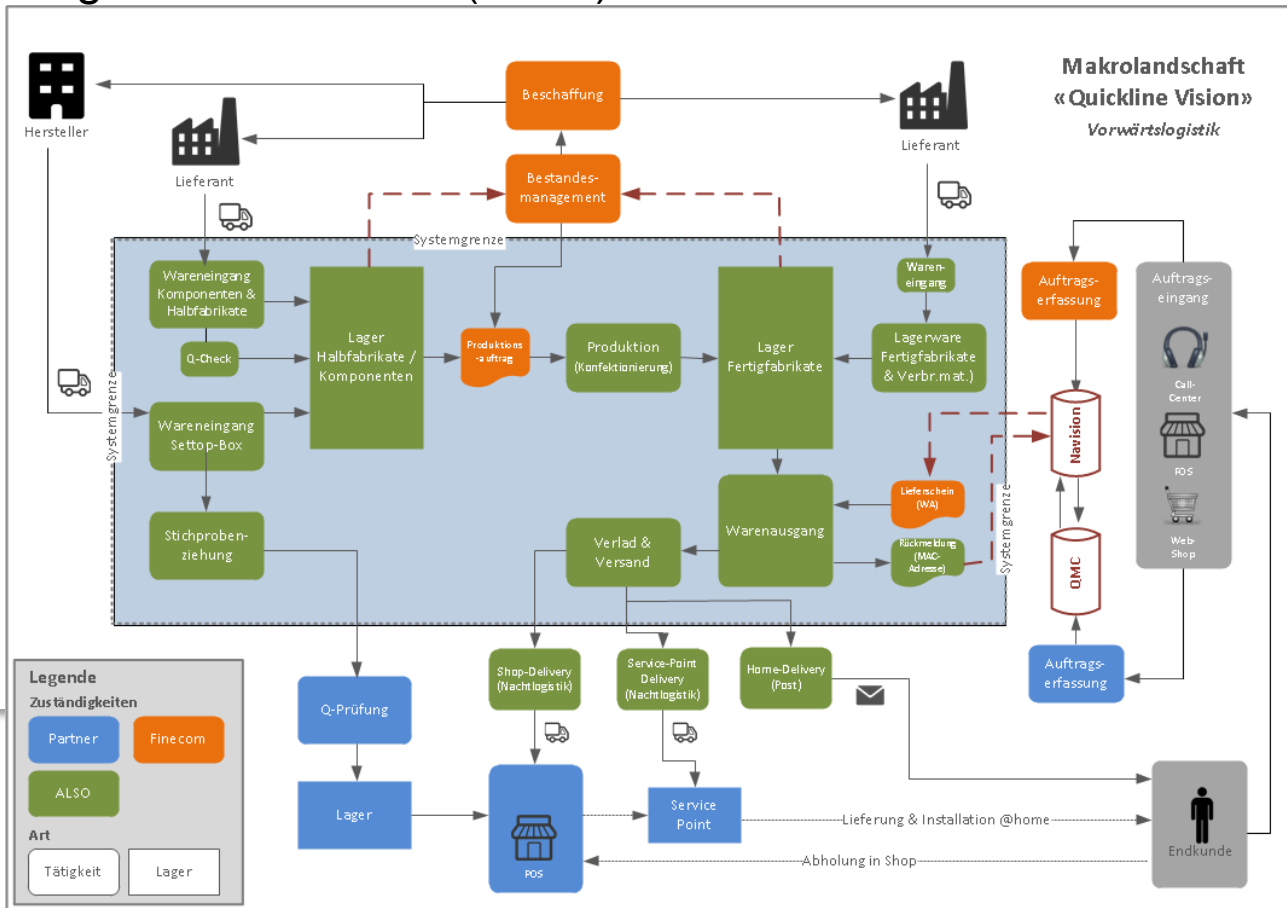 Makrolandschaft
«Quickline Vision»
Vorwärtslogistik
Hersteller
Lieferant
Beschaffung
Lieferant
Bestandes-
management
Systemgrenze
Systemgrenze
Systemgrenze
Wareneingang
Komponenten &
Halbfabrikate
Q-Check
Wareneingang
Settop-Box
Stichproben-
ziehung
Lager
Halbfabrikate /
Komponenten
Produktions
-auftrag
Produktion
(Konfektionierung)
Lager
Fertigfabrikate
Waren-
eingang
Lagerware
Fertigfabrikate
& Verbr.mat.)
Lieferschein
(WA)
Warenausgang
Rückmeldung
(MAC-
Adresse)
Verlad &
Versand
Auftrags-
erfassung
Navision
QMC
Auftrags-
erfassung
Auftrags-
eingang
Call-
Center
POS
Web-
Shop
Shop-Delivery
(Nachtlogistik)
Service-Point
Delivery
(Nachtlogistik)
Home-Delivery
(Post)
Q-Prüfung
Lager
POS
Service
Point
Lieferung & Installation @home
Abholung in Shop
Endkunde
Legende
Zuständigkeiten
Partner
Finecom
ALSO
Art
Tätigkeit
Lager